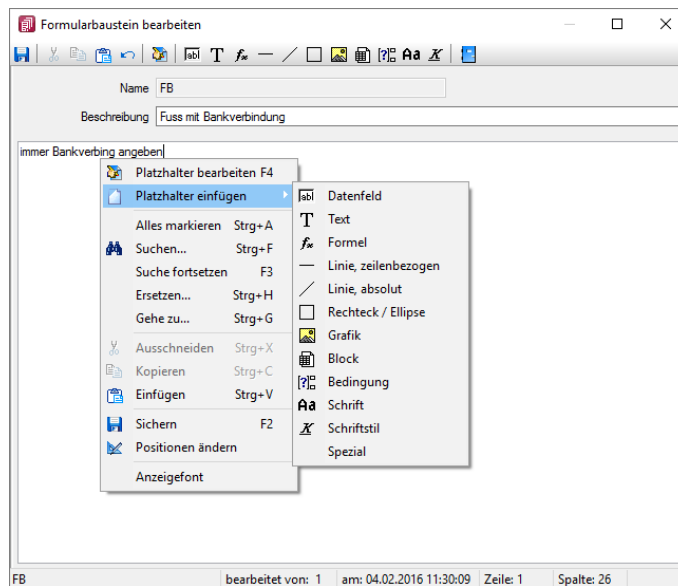 Formularbaustein bearbeiten
Name FB
Beschreibung Fuss mit Bankverbindung
immer Bankverbing angeben
Platzhalter bearbeiten F4
Platzhalter einfügen
Alles markieren Strg+A
Suchen... Strg+F
Suche fortsetzen F3
Ersetzen... Strg+H
Gehe zu... Strg+G
Ausschneiden Strg+X
Kopieren Strg+C
Einfügen Strg+V
Sichern F2
Positionen ändern
Anzeigefont
Datenfeld
Text
Formel
Linie, zeilenbezogen
Linie, absolut
Rechteck / Ellipse
Grafik
Block
Bedingung
Schrift
Schriftstil
Spezial
FB bearbeitet von: 1 am: 04.02.2016 11:30:09 Zeile: 1 Spalte: 26